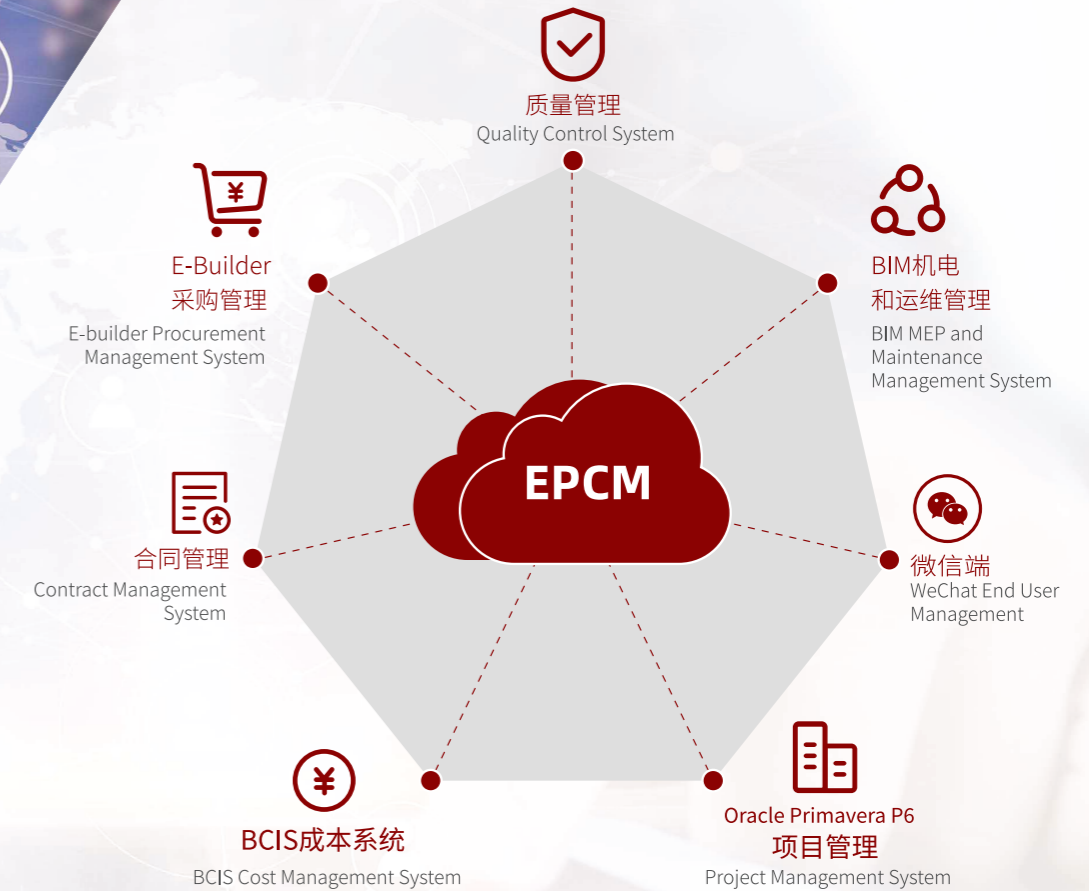 质量管理
Quality Control System
E-Builder
采购管理
E-builder Procurement
Management System
BIM机电
和运维管理
BIM MEP and
Maintenance
Management System
EPCM
合同管理
Contract Management
System
微信端
WeChat End User
Management
BCIS成本系统
BCIS Cost Management System
Oracle Primavera P6
项目管理
Project Management System